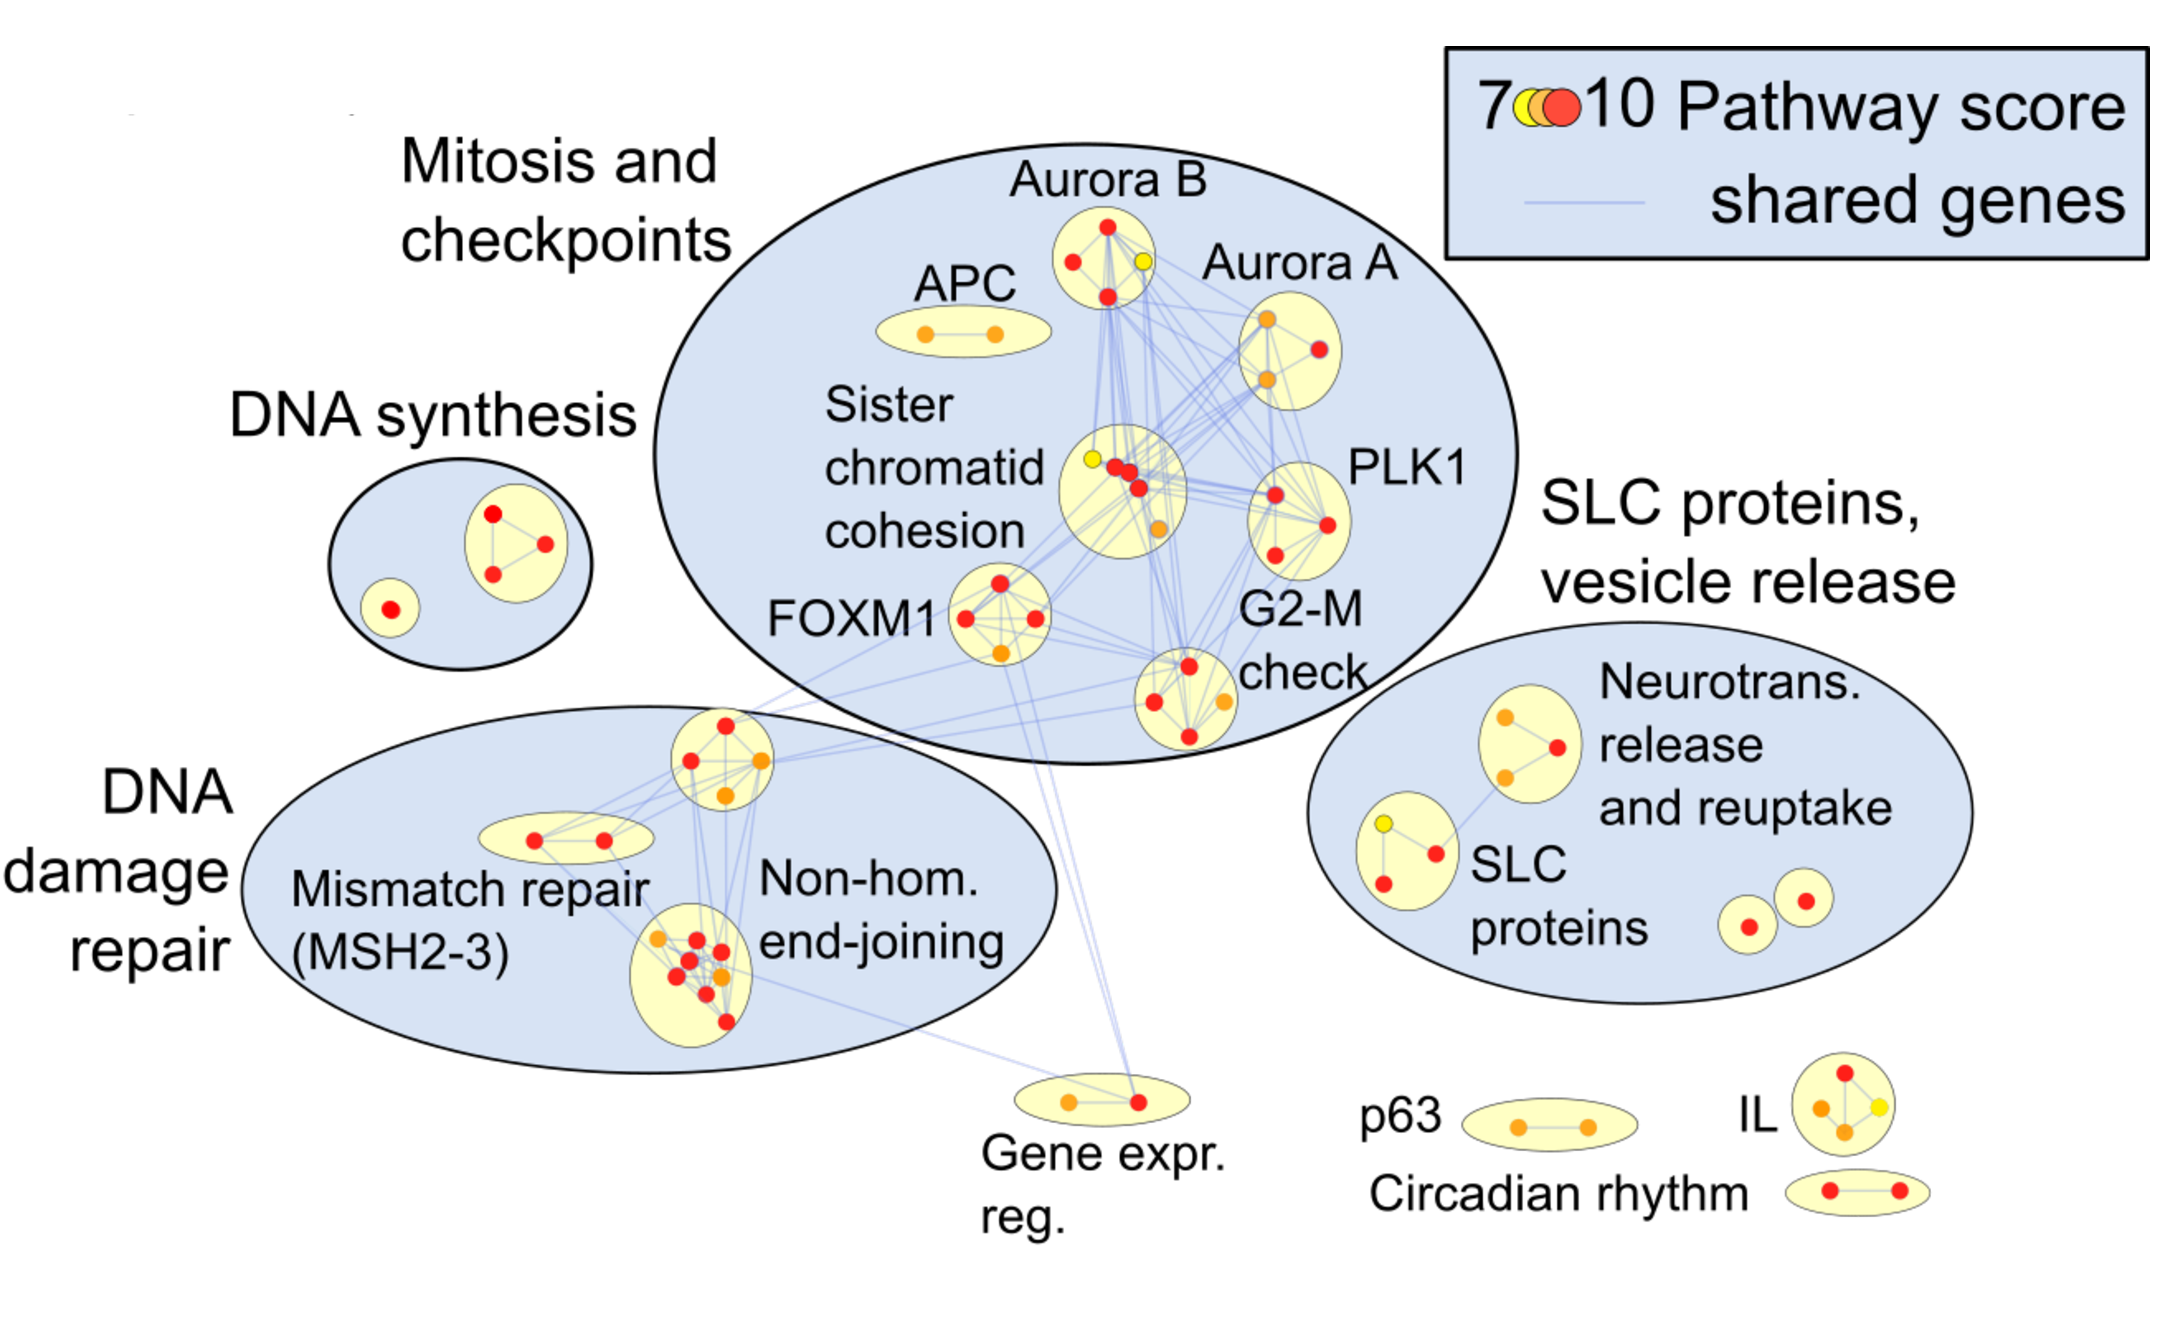 7 10 Pathway score
shared genes
Mitosis and
checkpoints
Aurora B
Aurora A
APC
Sister
chromatid
cohesion
PLK1
FOXM1
G2-M
check
DNA synthesis
SLC proteins,
vesicle release
Neurotrans.
release
and reuptake
SLC
proteins
DNA
damage
repair
Mismatch repair
(MSH2-3)
Non-hom.
end-joining
Gene expr.
reg.
p63
IL
Circadian rhythm